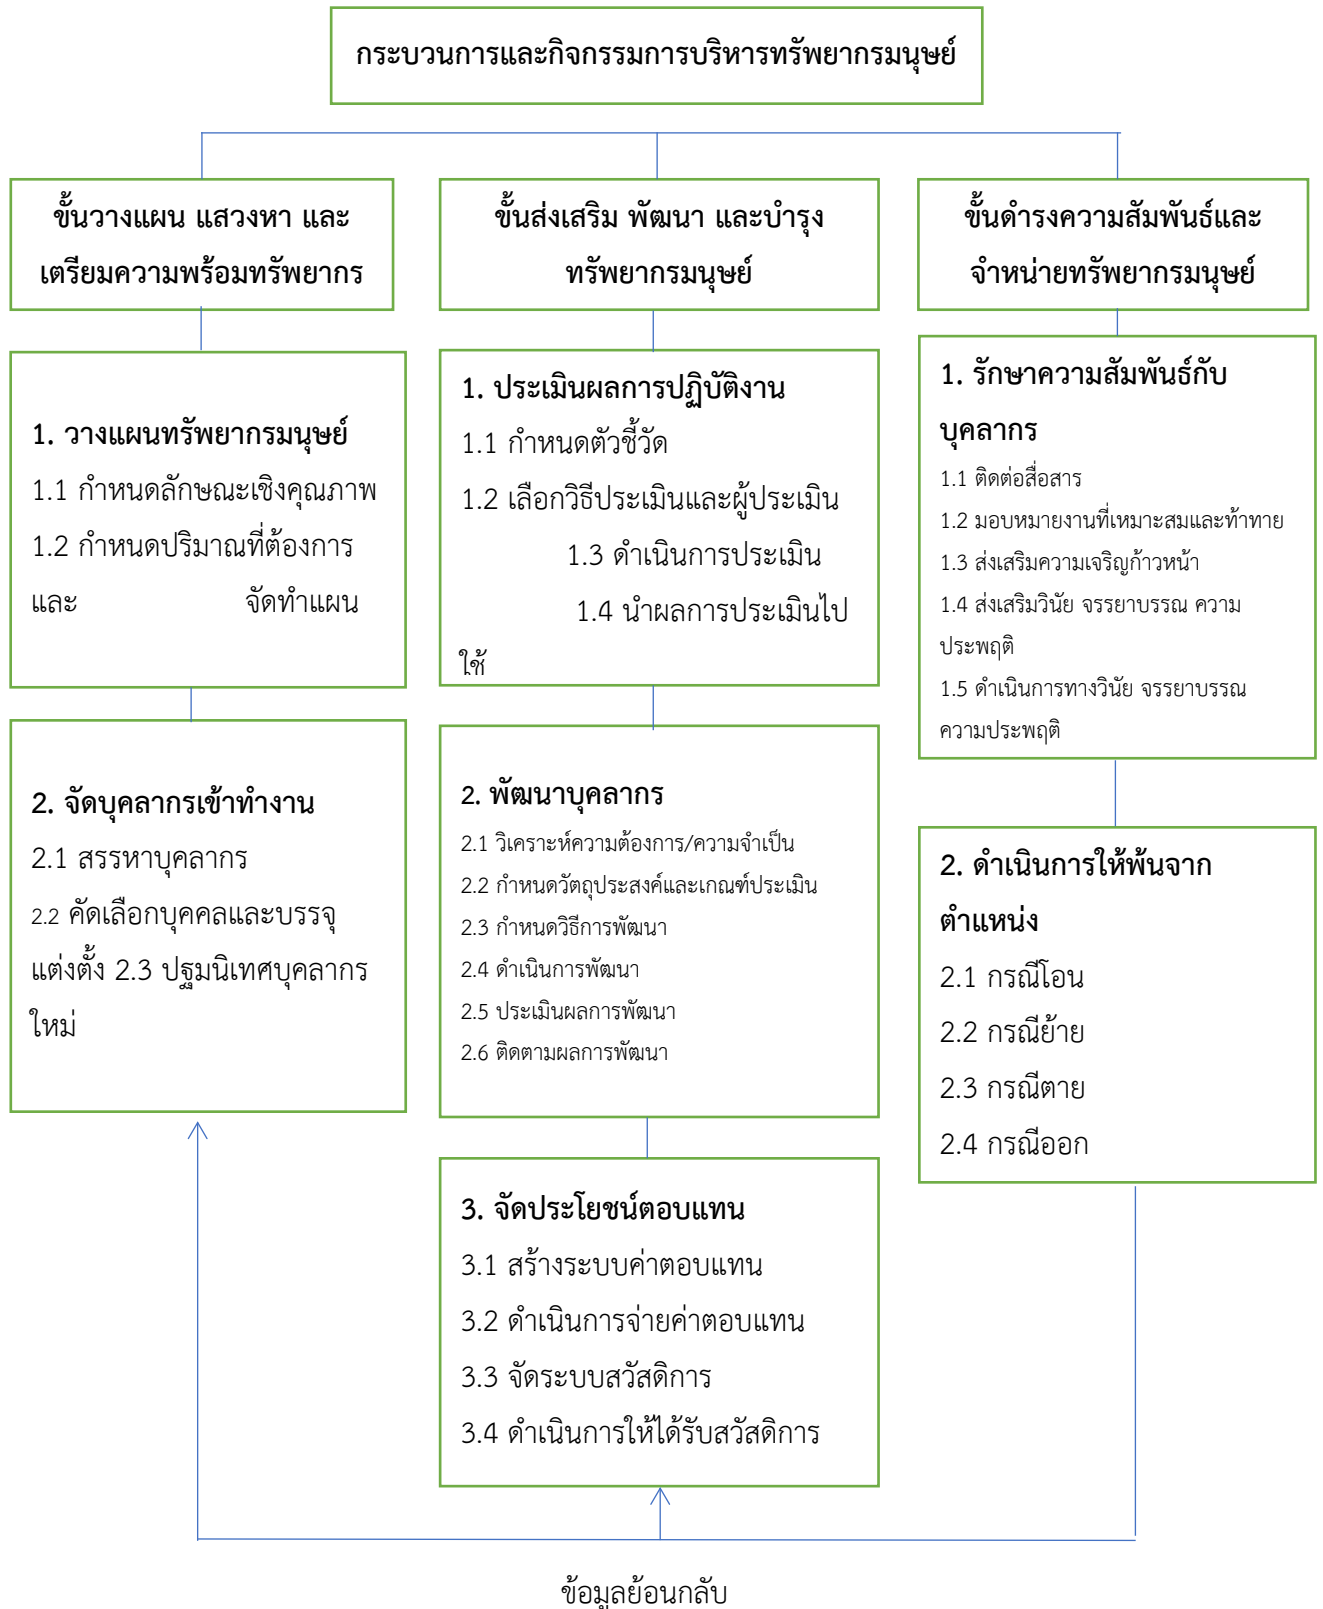 กระบวนการและกิจกรรมการบริหารทรัพยากรมนุษย์
ขั้นวางแผน แสวงหา และ
เตรียมความพร้อมทรัพยากร
ขั้นส่งเสริม พัฒนา และบำรุง
ทรัพยากรมนุษย์
ขั้นดำรงความสัมพันธ์และ
จำหน่ายทรัพยากรมนุษย์
1. วางแผนทรัพยากรมนุษย์
1.1 กำหนดลักษณะเชิงคุณภาพ
1.2 กำหนดปริมาณที่ต้องการ
และ จัดทำแผน
2. จัดบุคลากรเข้าทำงาน
2.1 สรรหาบุคลากร
2.2 คัดเลือกบุคคลและบรรจุ
แต่งตั้ง 2.3 ปฐมนิเทศบุคลากร
ใหม่
1. ประเมินผลการปฏิบัติงาน
1.1 กำหนดตัวชี้วัด
1.2 เลือกวิธีประเมินและผู้ประเมิน
1.3 ดำเนินการประเมิน
1.4 นำผลการประเมินไป
ใช้
2. พัฒนาบุคลากร
2.1 วิเคราะห์ความต้องการ/ความจำเป็น
2.2 กำหนดวัตถุประสงค์และเกณฑ์ประเมิน
2.3 กำหนดวิธีการพัฒนา
2.4 ดำเนินการพัฒนา
2.5 ประเมินผลการพัฒนา
2.6 ติดตามผลการพัฒนา
3. จัดประโยชน์ตอบแทน
3.1 สร้างระบบค่าตอบแทน
3.2 ดำเนินการจ่ายค่าตอบแทน
3.3 จัดระบบสวัสดิการ
3.4 ดำเนินการให้ได้รับสวัสดิการ
1. รักษาความสัมพันธ์กับ
บุคลากร
1.1 ติดต่อสื่อสาร
1.2 มอบหมายงานที่เหมาะสมและท้าทาย
1.3 ส่งเสริมความเจริญก้าวหน้า
1.4 ส่งเสริมวินัย จรรยาบรรณ ความ
ประพฤติ
1.5 ดำเนินการทางวินัย จรรยาบรรณ
ความประพฤติ
2. ดำเนินการให้พ้นจาก
ตำแหน่ง
2.1 กรณีโอน
2.2 กรณีย้าย
2.3 กรณีตาย
2.4 กรณีออก
ข้อมูลย้อนกลับ